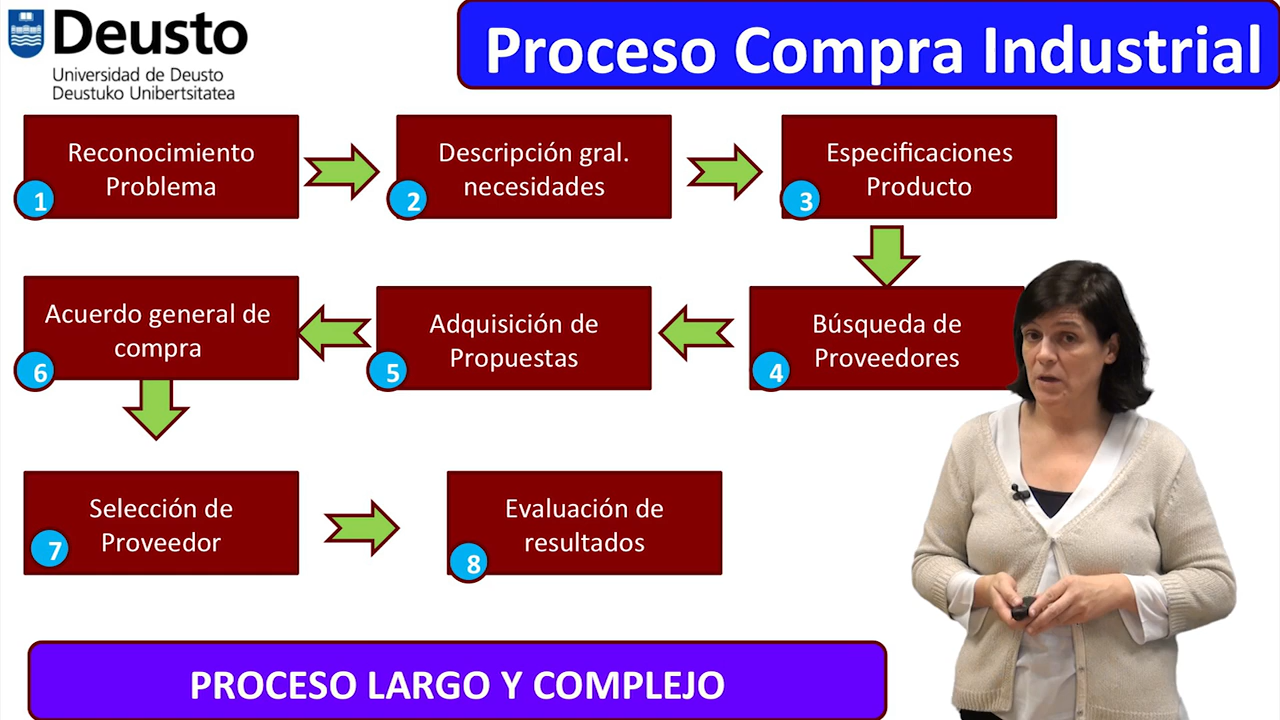 Deusto
Universidad de Deusto
Deustuko Unibertsitatea
Proceso Compra Industrial
Reconocimiento
Problema
1
Descripción gral.
necesidades
2
Especificaciones
Producto
3
Búsqueda de
Proveedores
4
Adquisición de
Propuestas
5
Acuerdo general de
compra
6
Selección de
Proveedor
7
Evaluación de
resultados
8
PROCESO LARGO Y COMPLEJO